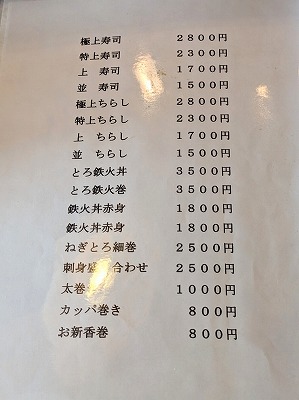 極上寿司 2800円
特上寿司 2300円
上 寿司 1700円
並 寿司 1500円
極上ちらし 2800円
特上ちらし 2300円
上 ちらし 1700円
並 ちらし 1500円
とろ鉄火丼 3500円
とろ鉄火巻 3500円
鉄火丼赤身 1800円
鉄火丼赤身 1800円
ねぎとろ細巻 2500円
刺身盛 合わせ 2500円
太巻 1000円
カッパ巻き 800円
お新香巻 800円